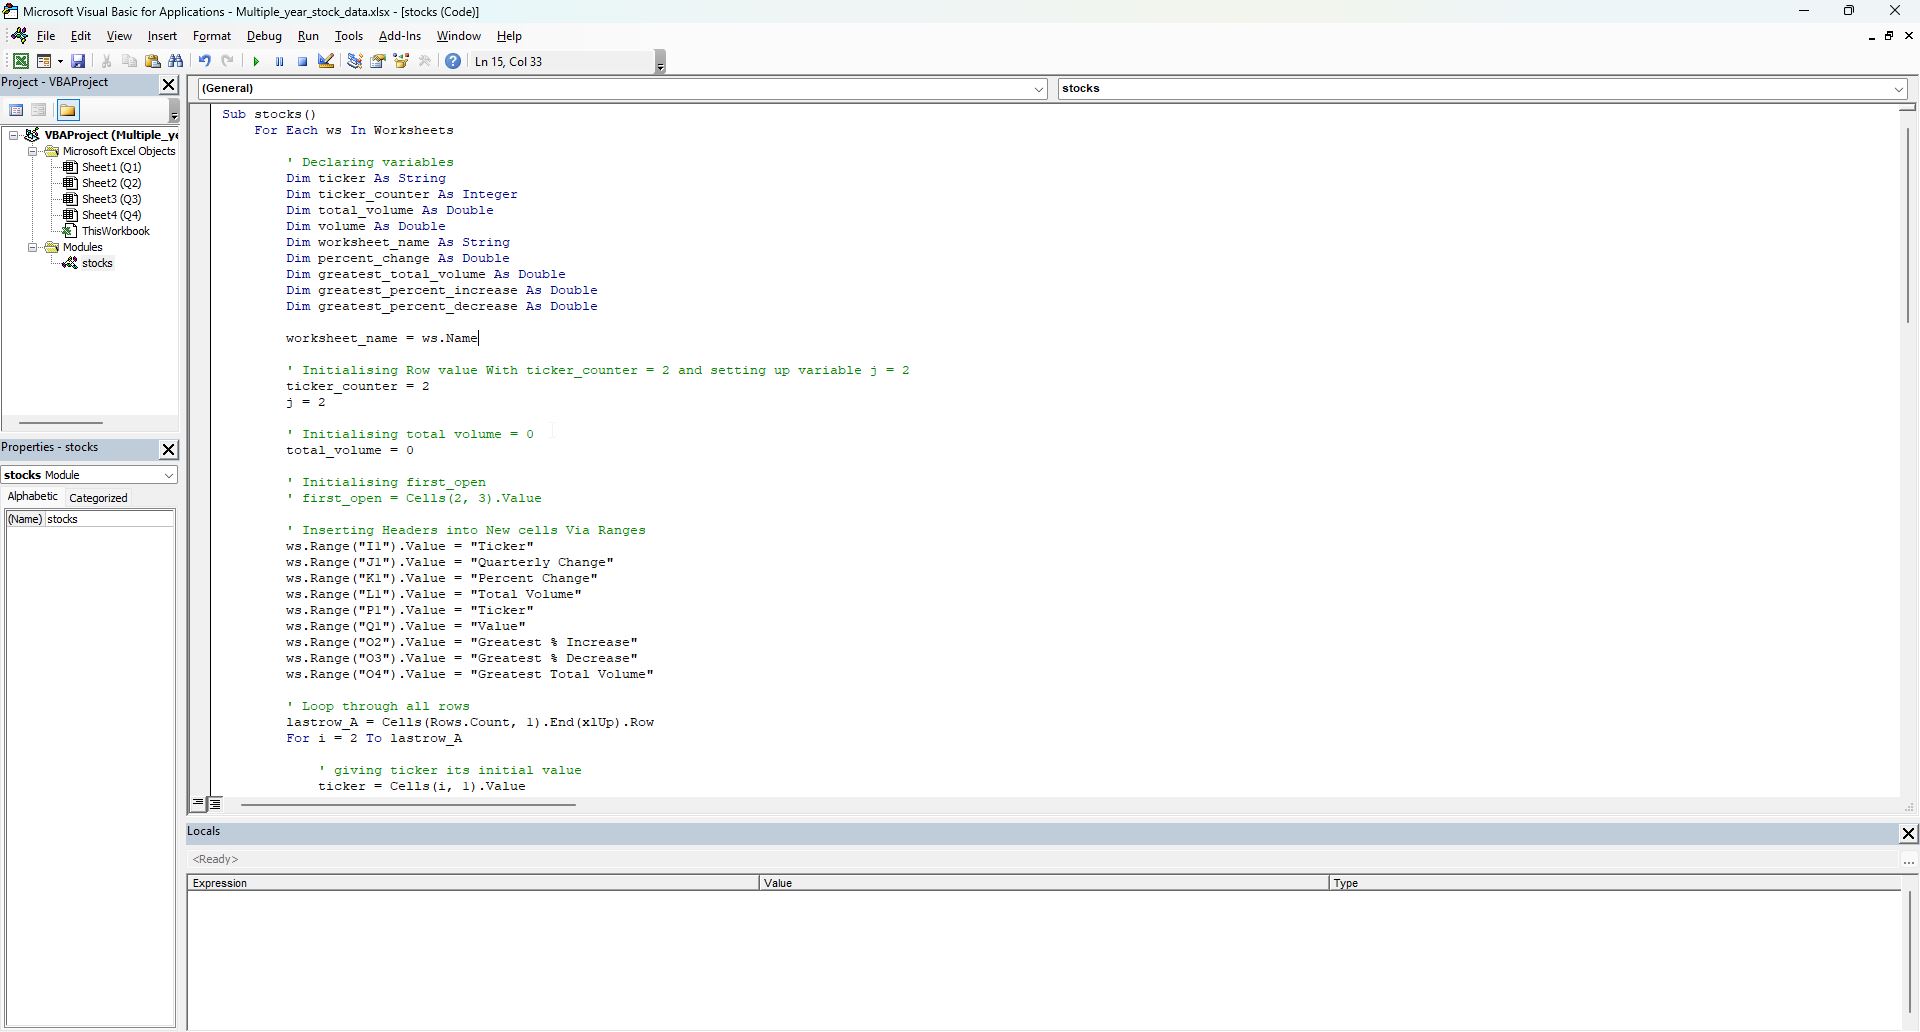 Microsoft Visual Basic for Applications - Multiple_year_stock_data.xlsx - [stocks (Code)]
File Edit View Insert Format Debug Run Tools Add-Ins Window Help
Ln 15, Col 33
Project - VBAProject
VBAProject (Multiple_ye
Microsoft Excel Objects
Sheet1 (Q1)
Sheet2 (Q2)
Sheet3 (Q3)
Sheet4 (Q4)
ThisWorkbook
Modules
stocks
Properties - stocks
stocks Module
Alphabetic Categorized
(Name) stocks
(General) stocks
Sub stocks()
For Each ws In Worksheets
' Declaring variables
Dim ticker As String
Dim ticker_counter As Integer
Dim total_volume As Double
Dim volume As Double
Dim worksheet_name As String
Dim percent_change As Double
Dim greatest_total_volume As Double
Dim greatest_percent_increase As Double
Dim greatest_percent_decrease As Double
worksheet_name = ws.Name
' Initialising Row value With ticker_counter = 2 and setting up variable j = 2
ticker_counter = 2
j = 2
' Initialising total volume = 0
total_volume = 0
' Initialising first_open
' first_open = Cells(2, 3).Value
' Inserting Headers into New cells Via Ranges
ws.Range("I1").Value = "Ticker"
ws.Range("J1").Value = "Quarterly Change"
ws.Range("K1").Value = "Percent Change"
ws.Range("L1").Value = "Total Volume"
ws.Range("P1").Value = "Ticker"
ws.Range("Q1").Value = "Value"
ws.Range("O2").Value = "Greatest % Increase"
ws.Range("O3").Value = "Greatest % Decrease"
ws.Range("O4").Value = "Greatest Total Volume"
' Loop through all rows
lastrow_A = Cells(Rows.Count, 1).End(xlUp).Row
For i = 2 To lastrow_A
' giving ticker its initial value
ticker = Cells(i, 1).Value
Locals
<Ready>
Expression Value Type